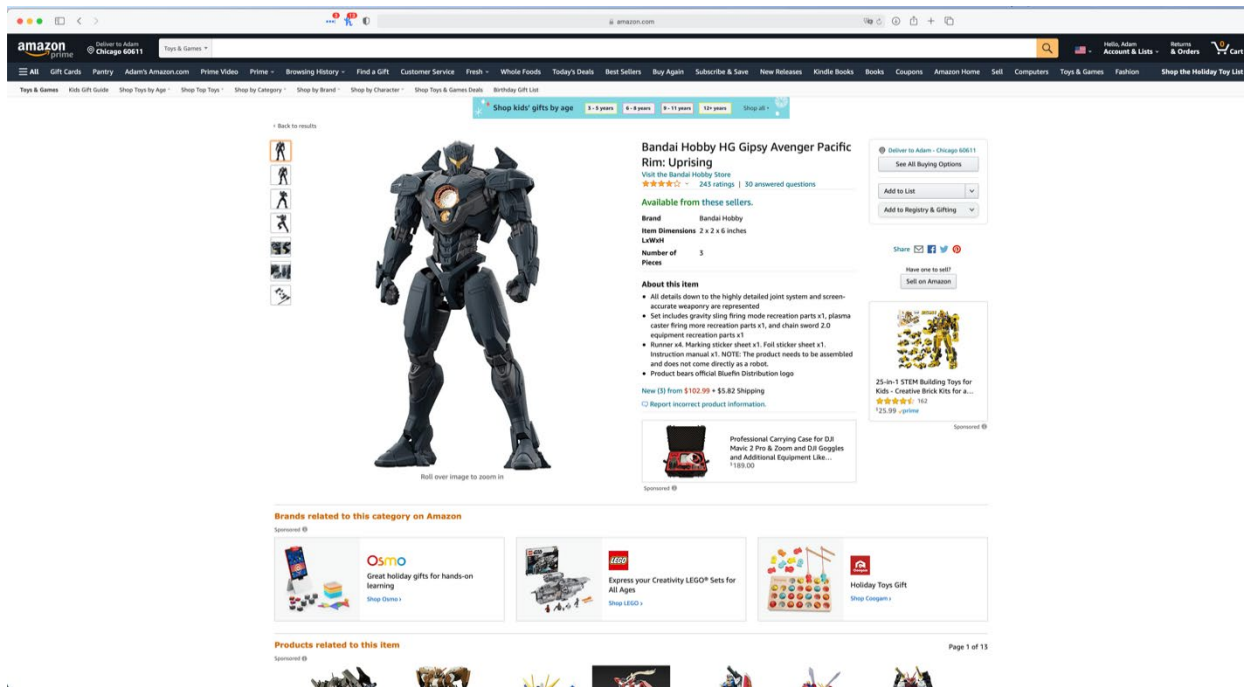 amazon.com
amazon
prime
Deliver to Adam
Chicago 60611
Toys & Games
Hello, Adam
Account & Lists
Returns
& Orders
0
Cart
All Gift Cards Pantry Adam's Amazon.com Prime Video Prime Browsing History Find a Gift Customer Service Fresh Whole Foods Today's Deals Best Sellers Buy Again Subscribe & Save New Releases Kindle Books Books Coupons Amazon Home Sell Computers Toys & Games Fashion Shop the Holiday Toy List
Toys & Games Kids Gift Guide Shop Toys by Age Shop Top Toys Shop by Category Shop by Brand Shop by Character Shop Toys & Games Deals Birthday Gift List
Shop kids' gifts by age 3 - 5 years 6 - 8 years 9 - 11 years 12+ years Shop all ›
‹ Back to results
Bandai Hobby HG Gipsy Avenger Pacific
Rim: Uprising
Visit the Bandai Hobby Store
243 ratings | 30 answered questions
Available from these sellers.
Brand Bandai Hobby
Item Dimensions 2 x 2 x 6 inches
LxWxH
Number of 3
Pieces
About this item
• All details down to the highly detailed joint system and screen-
accurate weaponry are represented
• Set includes gravity sling firing mode recreation parts x1, plasma
caster firing more recreation parts x1, and chain sword 2.0
equipment recreation parts x1
• Runner x4. Marking sticker sheet x1. Foil sticker sheet x1.
Instruction manual x1. NOTE: The product needs to be assembled
and does not come directly as a robot.
• Product bears official Bluefin Distribution logo
New (3) from $102.99 + $5.82 Shipping
Report incorrect product information.
Roll over image to zoom in
Professional Carrying Case for DJI
Mavic 2 Pro & Zoom and DJI Goggles
and Additional Equipment Like...
$189.00
Sponsored
Deliver to Adam - Chicago 60611
See All Buying Options
Add to List
Add to Registry & Gifting
Share
Have one to sell?
Sell on Amazon
25-in-1 STEM Building Toys for
Kids - Creative Brick Kits for a...
162
$25.99 prime
Sponsored
Brands related to this category on Amazon
Sponsored
Osmo
Great holiday gifts for hands-on
learning
Shop Osmo ›
LEGO
Express your Creativity LEGO® Sets for
All Ages
Shop LEGO ›
Holiday Toys Gift
Shop Coogam ›
Products related to this item
Page 1 of 13
Sponsored